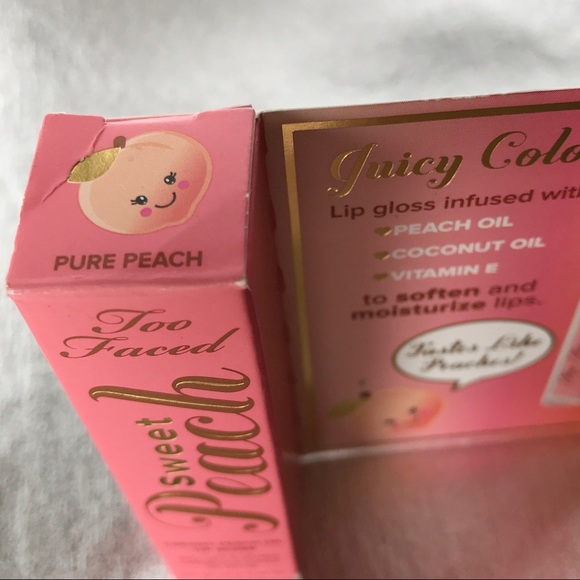 PURE PEACH
Too
Faced
Sweet
Peach
Juicy Colo
Lip gloss infused with
PEACH OIL
COCONUT OIL
VITAMIN E
to soften and
moisturize lips.
Tastes Like
Peaches!